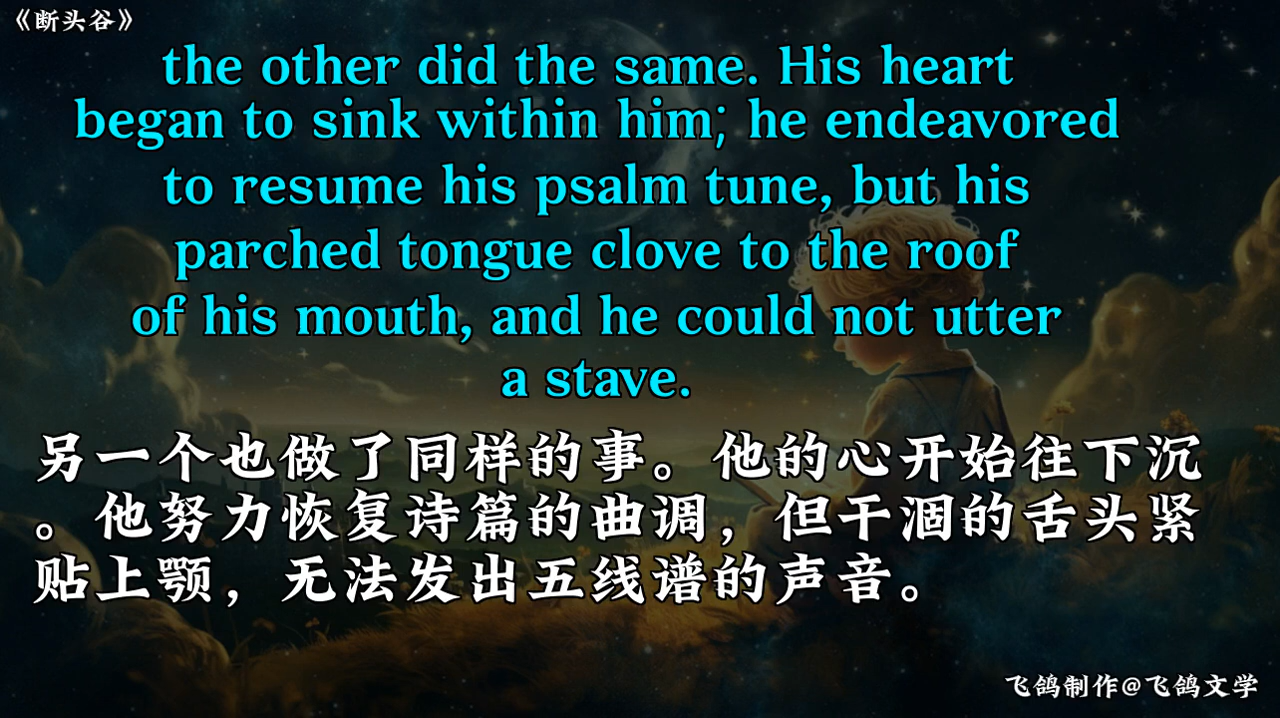 《断头谷》
the other did the same. His heart
began to sink within him; he endeavored
to resume his psalm tune, but his
parched tongue clove to the roof
of his mouth, and he could not utter
a stave.
另一个也做了同样的事。他的心开始往下沉
。他努力恢复诗篇的曲调，但干涸的舌头紧
贴上颚，无法发出五线谱的声音。
飞鸽制作@飞鸽文学